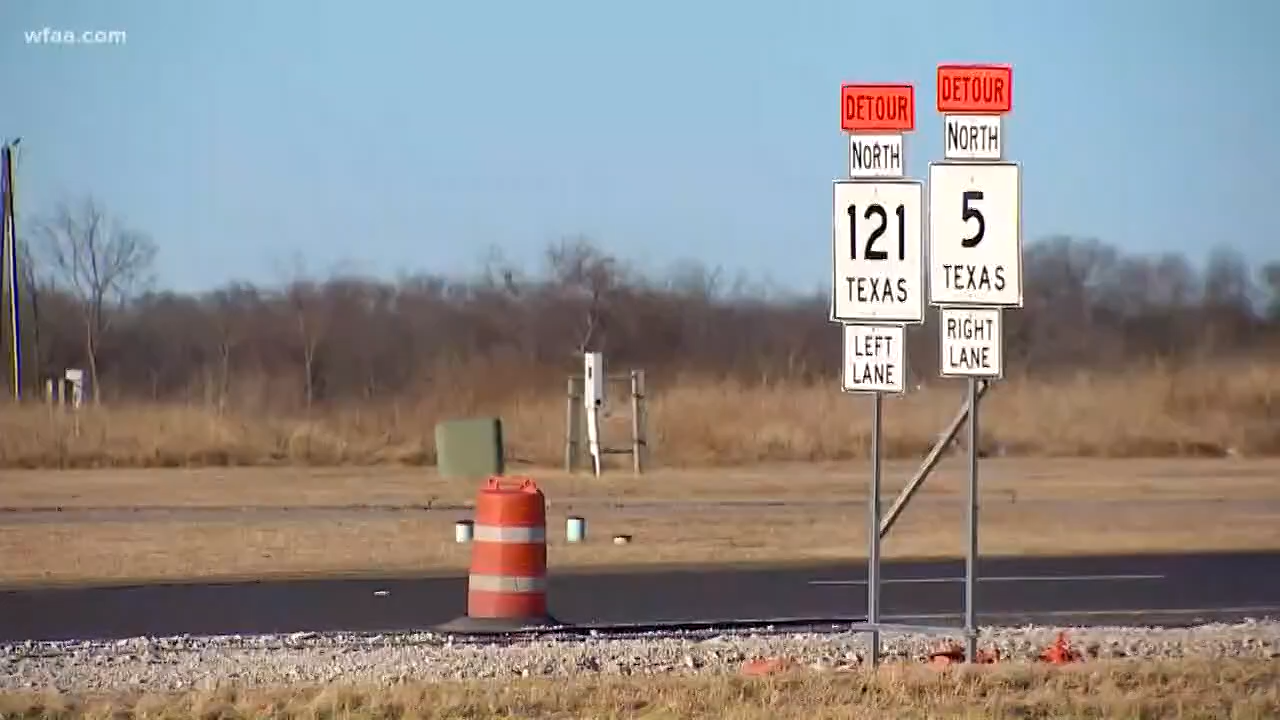 wfaa.com
DETOUR
NORTH
121
TEXAS
LEFT
LANE
DETOUR
NORTH
5
TEXAS
RIGHT
LANE